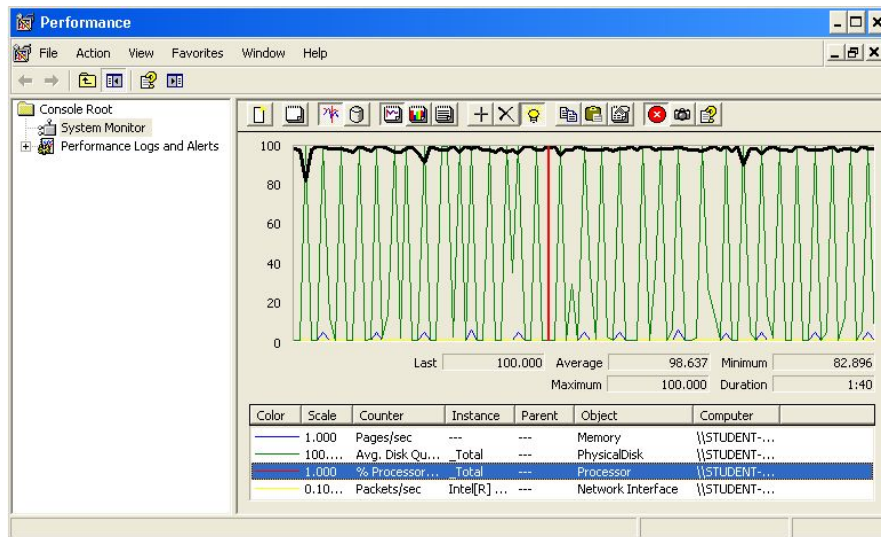 Performance
File Action View Favorites Window Help
Console Root
System Monitor
Performance Logs and Alerts
100
80
60
40
20
0
Last 100.000 Average 98.637 Minimum 82.896
Maximum 100.000 Duration 1:40
Color Scale Counter Instance Parent Object Computer
1.000 Pages/sec --- --- Memory \\STUDENT-...
100.... Avg. Disk Qu... _Total --- PhysicalDisk \\STUDENT-...
1.000 % Processor... _Total --- Processor \\STUDENT-...
0.10... Packets/sec Intel[R] ... --- Network Interface \\STUDENT-...